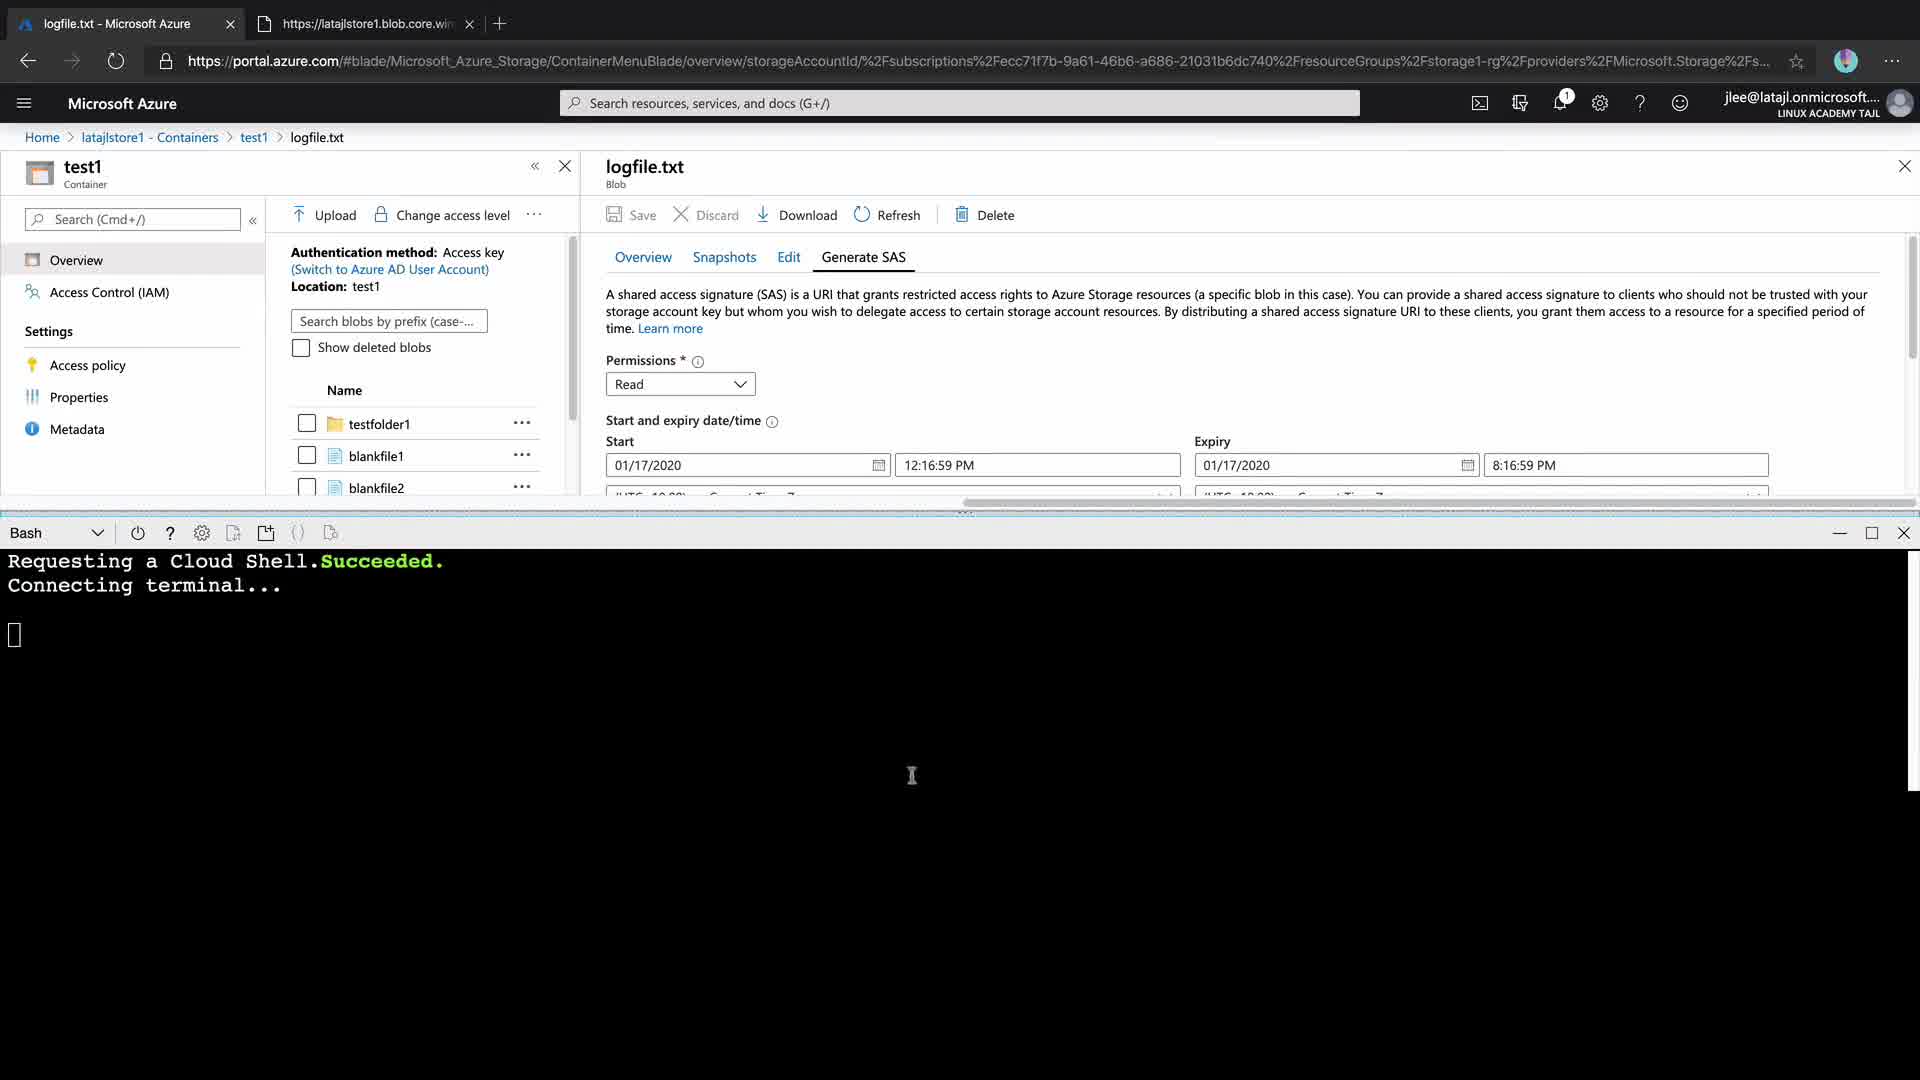 logfile.txt - Microsoft Azure
https://latajlstore1.blob.core.win
https://portal.azure.com/#blade/Microsoft_Azure_Storage/ContainerMenuBlade/overview/storageAccountId/%2Fsubscriptions%2Fecc71f7b-9a61-46b6-a686-21031b6dc740%2FresourceGroups%2Fstorage1-rg%2Fproviders%2FMicrosoft.Storage%2Fs...
Microsoft Azure
Search resources, services, and docs (G+/)
1
jlee@latajl.onmicrosoft....
LINUX ACADEMY TAJL
Home > latajlstore1 - Containers > test1 > logfile.txt
test1
Container
Search (Cmd+/)
Overview
Access Control (IAM)
Settings
Access policy
Properties
Metadata
Upload
Change access level
Authentication method: Access key
(Switch to Azure AD User Account)
Location: test1
Search blobs by prefix (case-...
Show deleted blobs
Name
testfolder1
blankfile1
blankfile2
logfile.txt
Blob
Save
Discard
Download
Refresh
Delete
Overview
Snapshots
Edit
Generate SAS
A shared access signature (SAS) is a URI that grants restricted access rights to Azure Storage resources (a specific blob in this case). You can provide a shared access signature to clients who should not be trusted with your
storage account key but whom you wish to delegate access to certain storage account resources. By distributing a shared access signature URI to these clients, you grant them access to a resource for a specified period of
time. Learn more
Permissions *
Read
Start and expiry date/time
Start
01/17/2020
12:16:59 PM
Expiry
01/17/2020
8:16:59 PM
Bash
Requesting a Cloud Shell.Succeeded.
Connecting terminal...